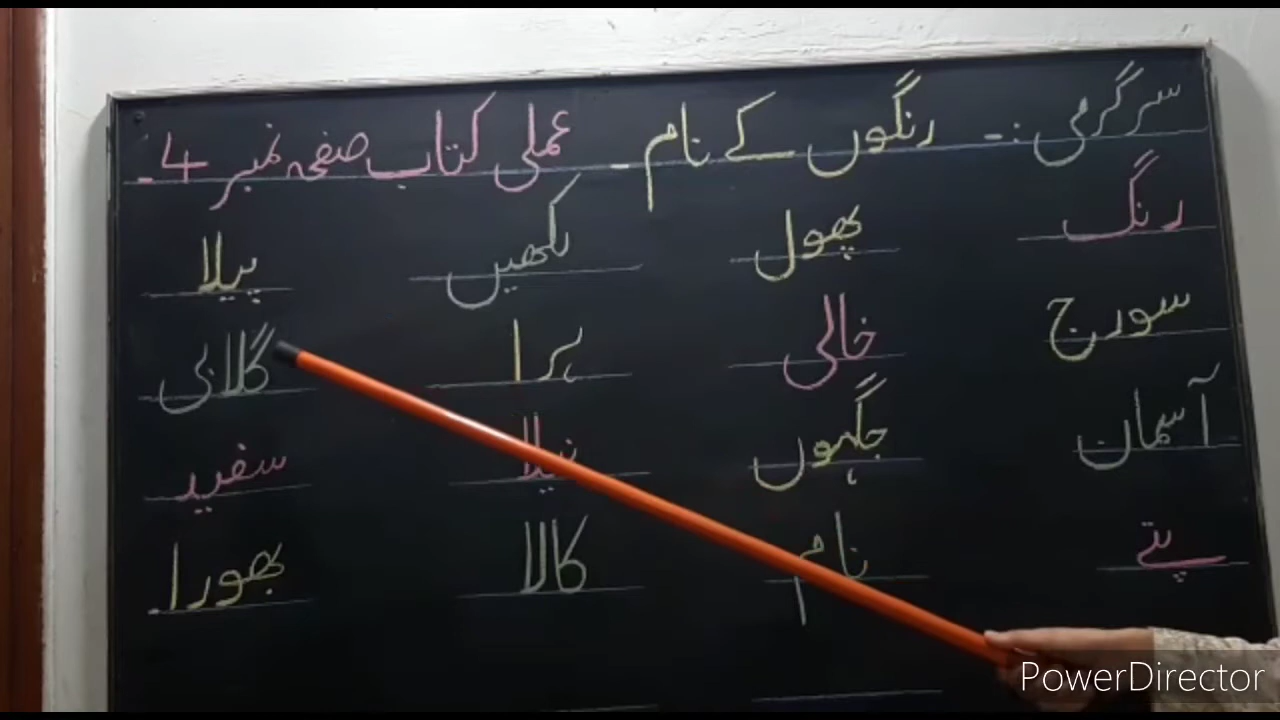 سرگرمی :- رنگوں کے نام - عملی کتاب صفحہ نمبر 4 -
رنگ پھول لکھیں پیلا
سورج خالی ہرا گلابی
آسمان جگہوں نیلا سفید
پتے نام کالا بھورا
PowerDirector